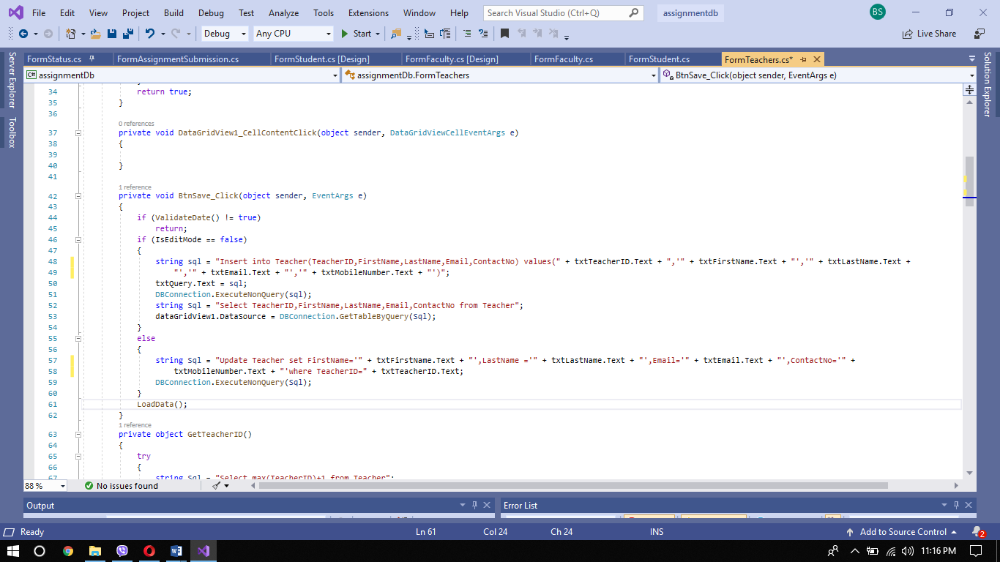 File Edit View Project Build Debug Test Analyze Tools Extensions Window Help Search Visual Studio (Ctrl+Q) assignmentdb BS
Debug Any CPU Start Live Share
FormStatus.cs FormAssignmentSubmission.cs FormStudent.cs [Design] FormFaculty.cs [Design] FormFaculty.cs FormStudent.cs FormTeachers.cs*
Server Explorer
Toolbox
Solution Explorer
C# assignmentDb assignmentDb.FormTeachers BtnSave_Click(object sender, EventArgs e)
34 return true;
35 }
36
0 references
37 private void DataGridView1_CellContentClick(object sender, DataGridViewCellEventArgs e)
38 {
39
40 }
41
1 reference
42 private void BtnSave_Click(object sender, EventArgs e)
43 {
44 if (ValidateDate() != true)
45 return;
46 if (IsEditMode == false)
47 {
48 string sql = "Insert into Teacher(TeacherID,FirstName,LastName,Email,ContactNo) values(" + txtTeacherID.Text + ",'" + txtFirstName.Text + "','" + txtLastName.Text +
49 "','" + txtEmail.Text + "','" + txtMobileNumber.Text + "')";
50 txtQuery.Text = sql;
51 DBConnection.ExecuteNonQuery(sql);
52 string Sql = "Select TeacherID,FirstName,LastName,Email,ContactNo from Teacher";
53 dataGridView1.DataSource = DBConnection.GetTableByQuery(Sql);
54 }
55 else
56 {
57 string Sql = "Update Teacher set FirstName='" + txtFirstName.Text + "',LastName ='" + txtLastName.Text + "',Email='" + txtEmail.Text + "',ContactNo='" +
58 txtMobileNumber.Text + "'where TeacherID=" + txtTeacherID.Text;
59 DBConnection.ExecuteNonQuery(Sql);
60 }
61 LoadData();
62 }
1 reference
63 private object GetTeacherID()
64 {
65 try
66 {
67 string Sql = "Select max(TeacherID)+1 from Teacher";
88 % No issues found
Output Error List
Ready Ln 61 Col 24 Ch 24 INS Add to Source Control 2
11:16 PM